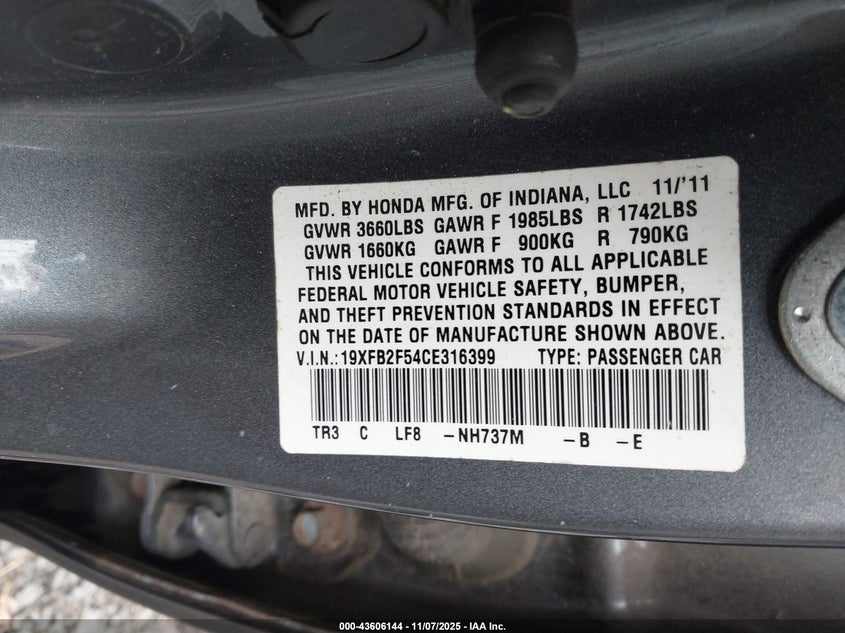 MFD. BY HONDA MFG. OF INDIANA, LLC 11/'11
GVWR 3660LBS GAWR F 1985LBS R 1742LBS
GVWR 1660KG GAWR F 900KG R 790KG
THIS VEHICLE CONFORMS TO ALL APPLICABLE
FEDERAL MOTOR VEHICLE SAFETY, BUMPER,
AND THEFT PREVENTION STANDARDS IN EFFECT
ON THE DATE OF MANUFACTURE SHOWN ABOVE.
V.I.N.:19XFB2F54CE316399 TYPE: PASSENGER CAR
TR3 C LF8 -NH737M -B -E
000-43606144 - 11/07/2025 - IAA Inc.